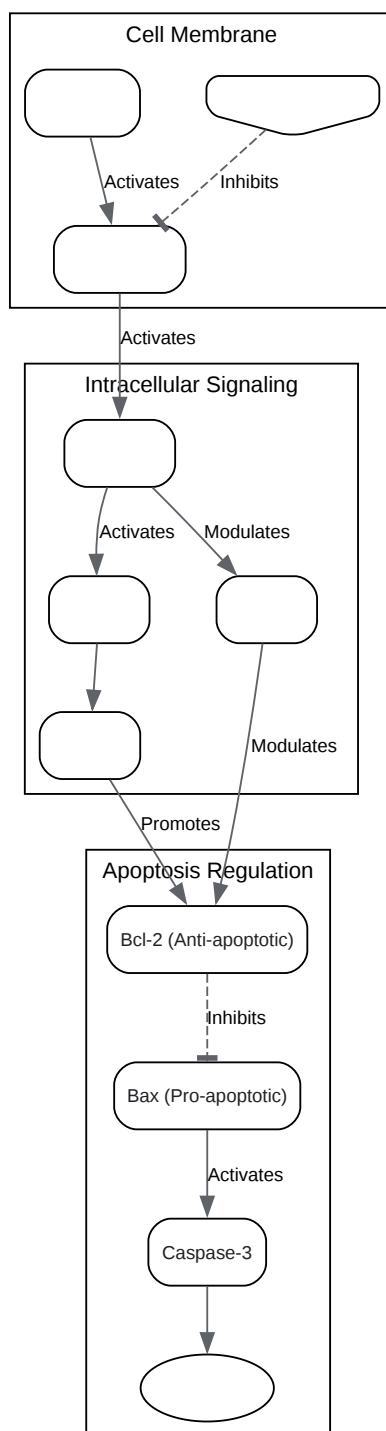 Cell Membrane
Activates
Inhibits
Activates
Intracellular Signaling
Activates
Modulates
Modulates
Promotes
Apoptosis Regulation
Bcl-2 (Anti-apoptotic)
Inhibits
Bax (Pro-apoptotic)
Activates
Caspase-3